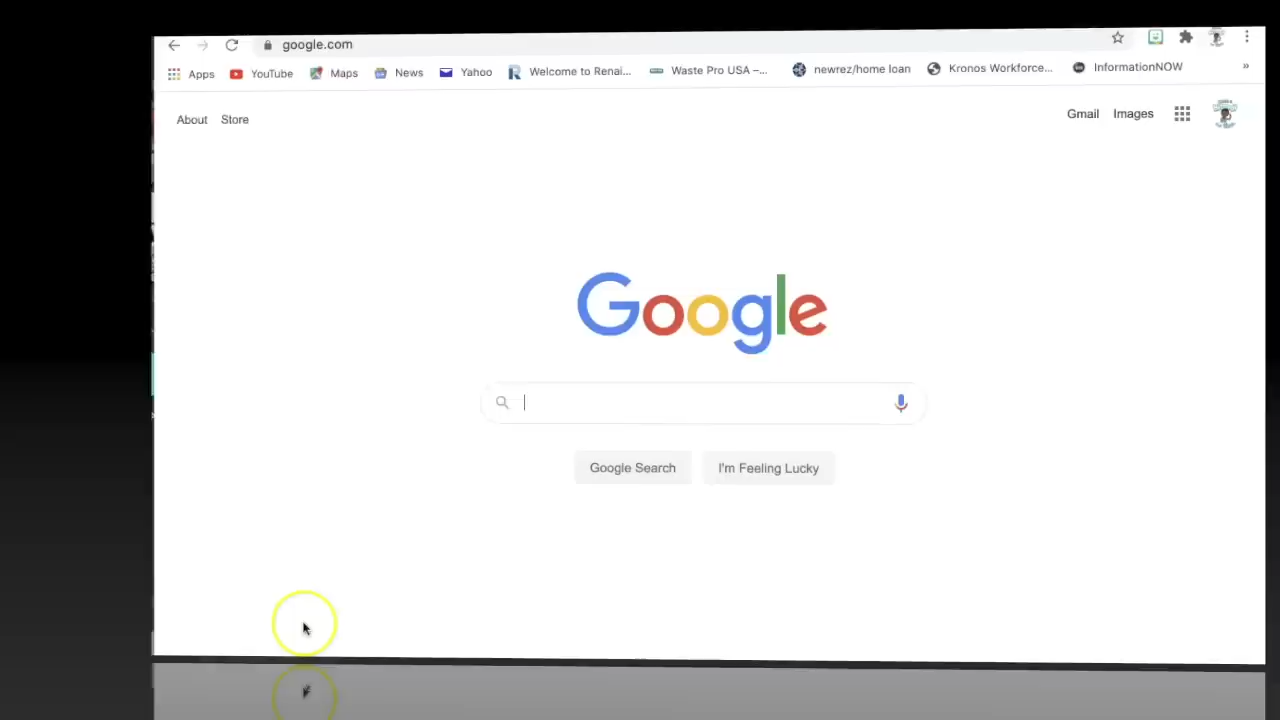 google.com
Apps YouTube Maps News Yahoo Welcome to Renai... Waste Pro USA –... newrez/home loan Kronos Workforce... InformationNOW »
About Store Gmail Images
Google
Google Search I'm Feeling Lucky